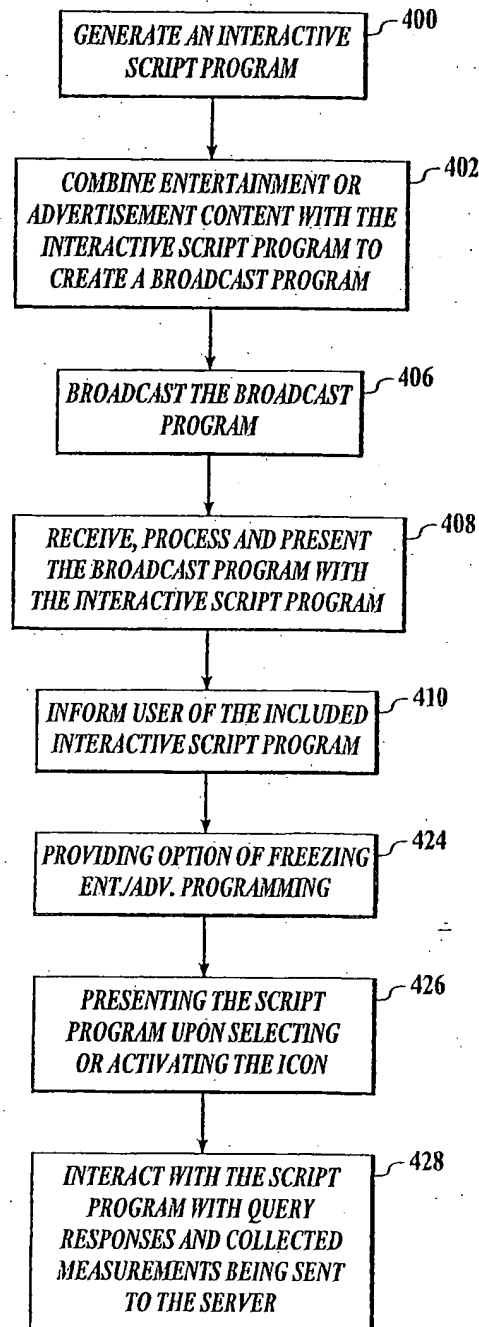 GENERATE AN INTERACTIVE
SCRIPT PROGRAM
400
COMBINE ENTERTAINMENT OR
ADVERTISEMENT CONTENT WITH THE
INTERACTIVE SCRIPT PROGRAM TO
CREATE A BROADCAST PROGRAM
402
BROADCAST THE BROADCAST
PROGRAM
406
RECEIVE, PROCESS AND PRESENT
THE BROADCAST PROGRAM WITH
THE INTERACTIVE SCRIPT PROGRAM
408
INFORM USER OF THE INCLUDED
INTERACTIVE SCRIPT PROGRAM
410
PROVIDING OPTION OF FREEZING
ENT./ADV. PROGRAMMING
424
PRESENTING THE SCRIPT
PROGRAM UPON SELECTING
OR ACTIVATING THE ICON
426
INTERACT WITH THE SCRIPT
PROGRAM WITH QUERY
RESPONSES AND COLLECTED
MEASUREMENTS BEING SENT
TO THE SERVER
428